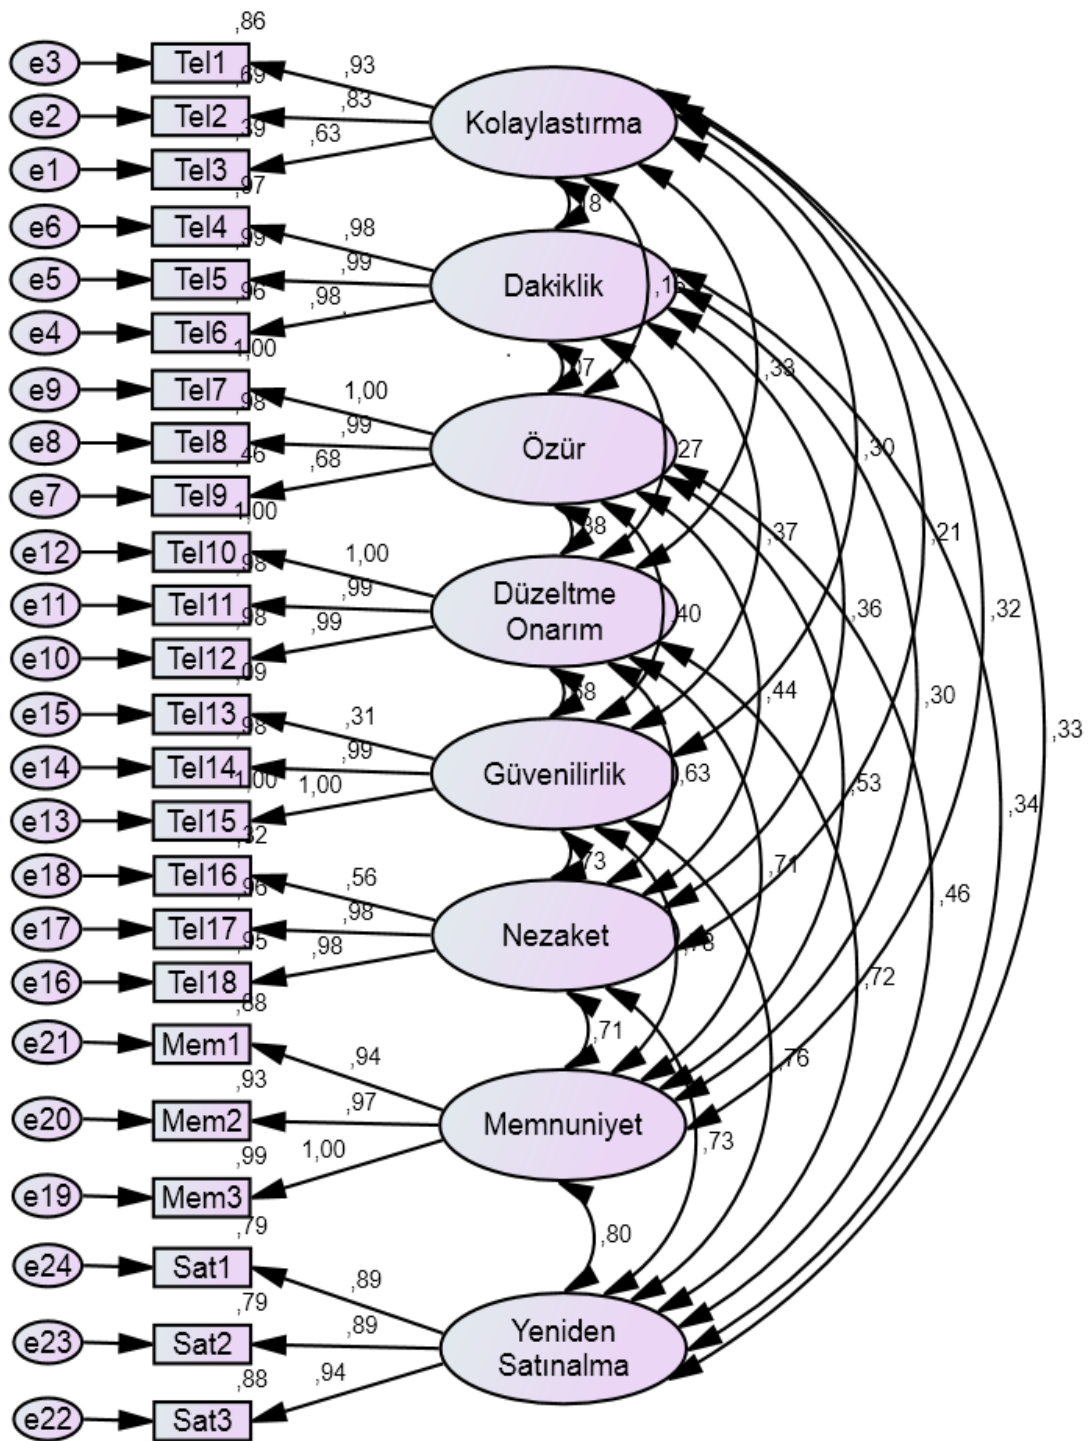 ,86
e3 Tel1 ,93
,69
e2 Tel2 ,83
,39
e1 Tel3 ,63
Kolaylastırma
,97
e6 Tel4 ,98
,99
e5 Tel5 ,99
,96
e4 Tel6 ,98
Dakiklik
1,00
e9 Tel7 1,00
,98
e8 Tel8 ,99
,46
e7 Tel9 ,68
Özür
1,00
e12 Tel10 1,00
,98
e11 Tel11 ,99
,98
e10 Tel12 ,99
Düzeltme
Onarım
,09
e15 Tel13 ,31
,98
e14 Tel14 ,99
1,00
e13 Tel15 1,00
Güvenilirlik
,32
e18 Tel16 ,56
,96
e17 Tel17 ,98
,95
e16 Tel18 ,98
Nezaket
,88
e21 Mem1 ,94
,93
e20 Mem2 ,97
,99
e19 Mem3 1,00
Memnuniyet
,79
e24 Sat1 ,89
,79
e23 Sat2 ,89
,88
e22 Sat3 ,94
Yeniden
Satınalma
,33
,30
,27
,37
,21
,40
,36
,32
,44
,30
,33
,63
,53
,34
,73
,71
,46
,72
,71
,76
,73
,80